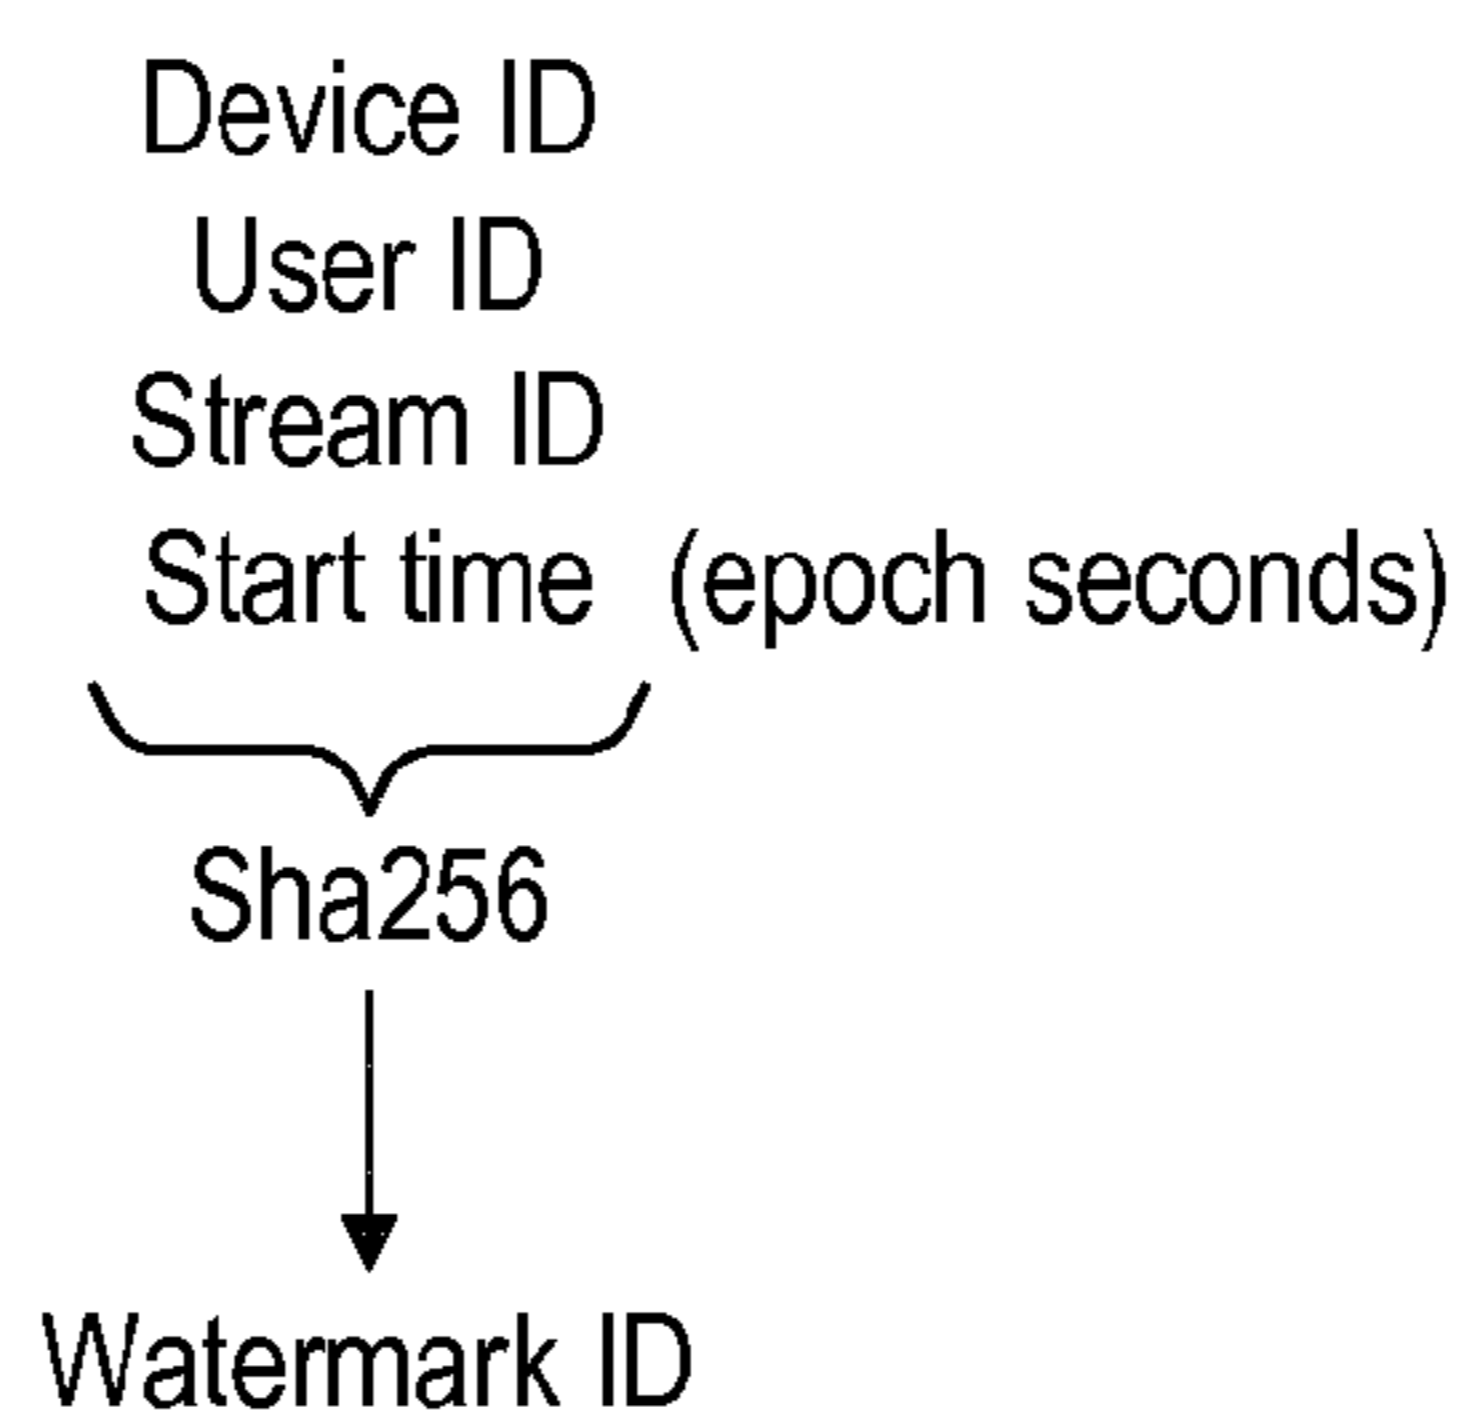 Device ID
User ID
Stream ID
Start time (epoch seconds)
Sha256
Watermark ID